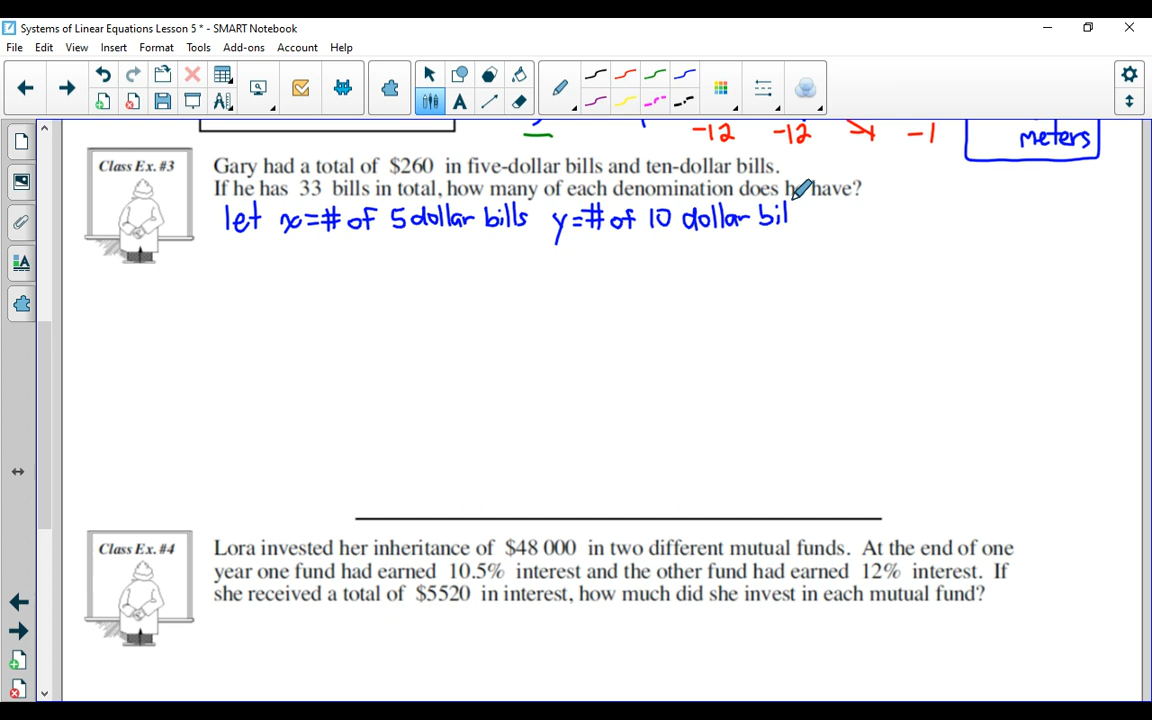 Systems of Linear Equations Lesson 5 * - SMART Notebook
File Edit View Insert Format Tools Add-ons Account Help
-12 -12 -1
meters
Class Ex. #3
Gary had a total of $260 in five-dollar bills and ten-dollar bills.
If he has 33 bills in total, how many of each denomination does have?
let x=# of 5 dollar bills y=# of 10 dollar bil
Class Ex. #4
Lora invested her inheritance of $48 000 in two different mutual funds. At the end of one
year one fund had earned 10.5% interest and the other fund had earned 12% interest. If
she received a total of $5520 in interest, how much did she invest in each mutual fund?